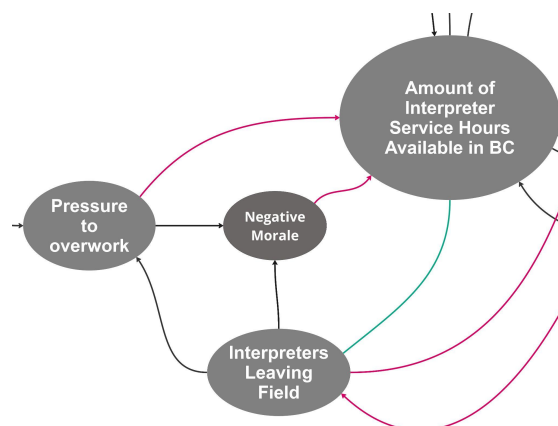 Amount of
Interpreter
Service Hours
Available in BC
Pressure
to
overwork
Negative
Morale
Interpreters
Leaving
Field